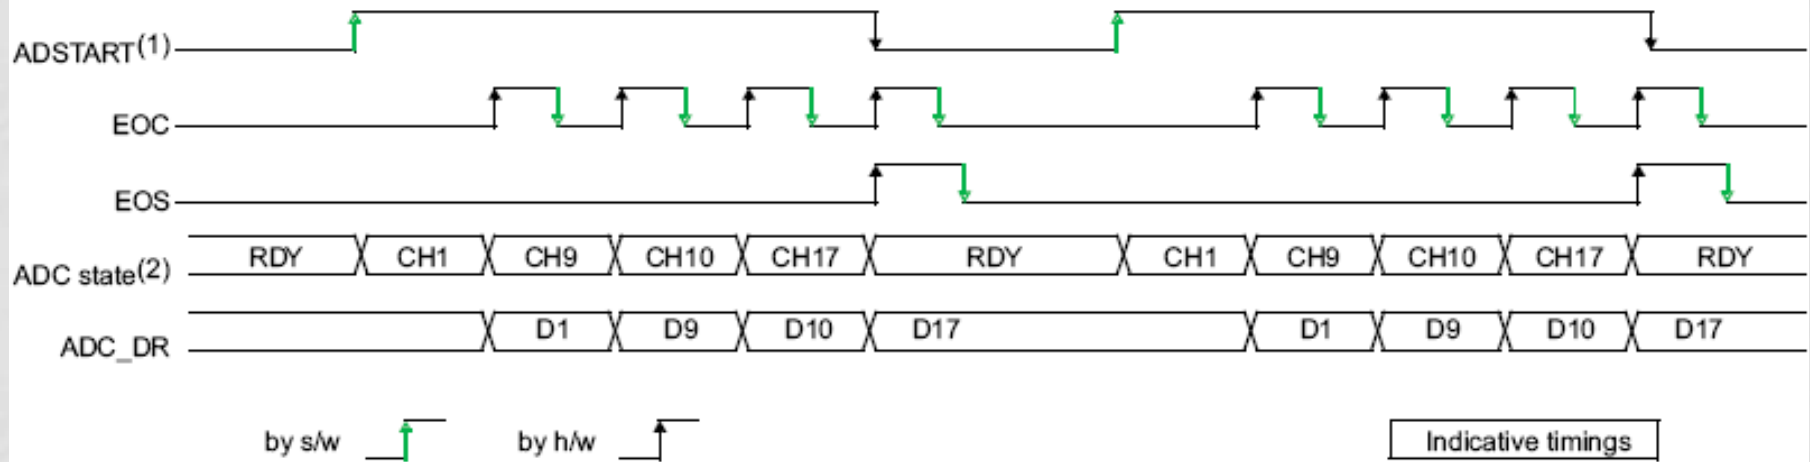 ADSTART(1)
EOC
EOS
ADC state(2) RDY CH1 CH9 CH10 CH17 RDY CH1 CH9 CH10 CH17 RDY
ADC_DR D1 D9 D10 D17 D1 D9 D10 D17
by s/w by h/w Indicative timings